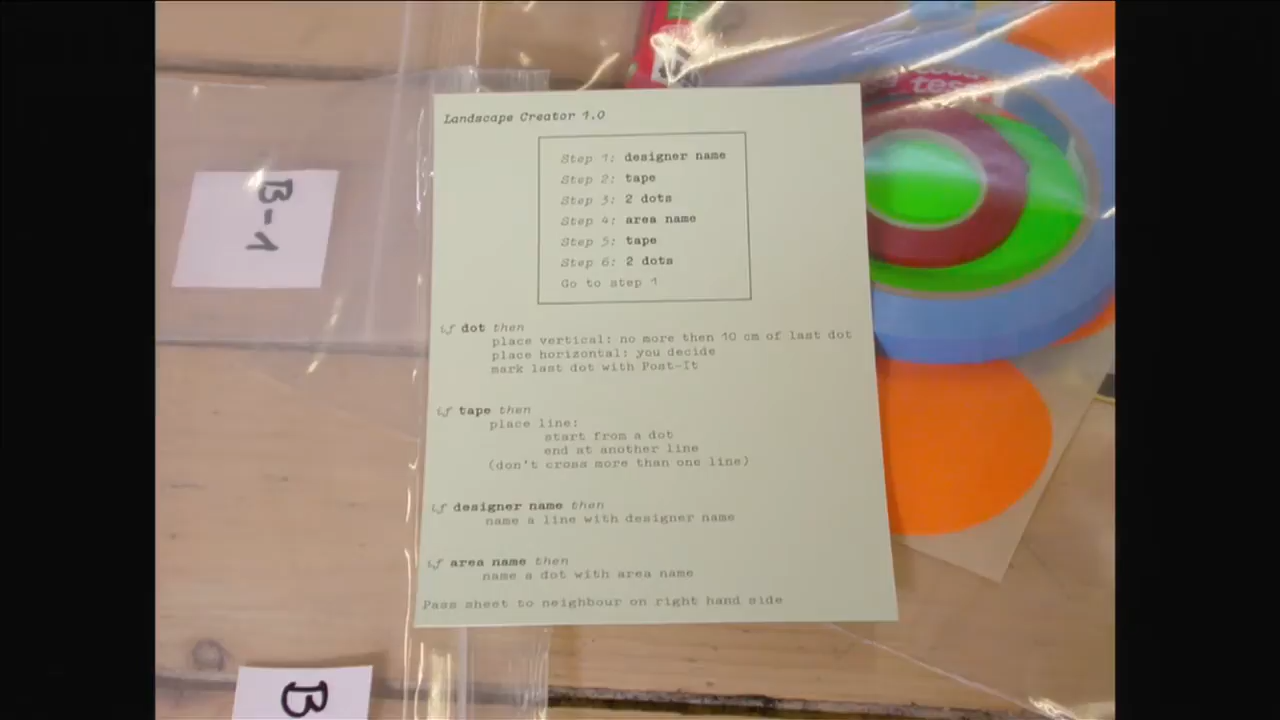 Landscape Creator 1.0
Step 1: designer name
Step 2: tape
Step 3: 2 dots
Step 4: area name
Step 5: tape
Step 6: 2 dots
Go to step 1
if dot then
place vertical: no more then 10 cm of last dot
place horizontal: you decide
mark last dot with Post-It
if tape then
place line:
start from a dot
end at another line
(don't cross more than one line)
if designer name then
name a line with designer name
if area name then
name a dot with area name
Pass sheet to neighbour on right hand side
B-1
B
tesa